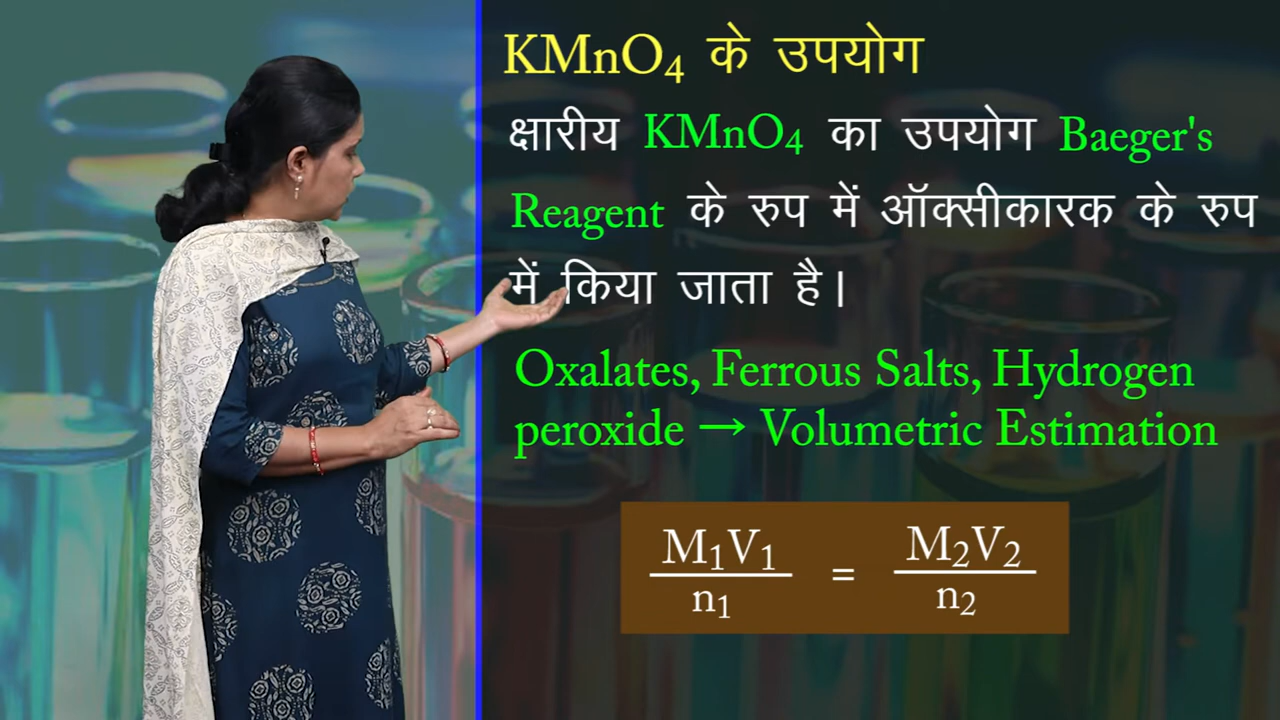 KMnO₄ के उपयोग
क्षारीय KMnO₄ का उपयोग Baeger's
Reagent के रुप में ऑक्सीकारक के रुप
में किया जाता है।
Oxalates, Ferrous Salts, Hydrogen
peroxide → Volumetric Estimation
M₁V₁ / n₁ = M₂V₂ / n₂